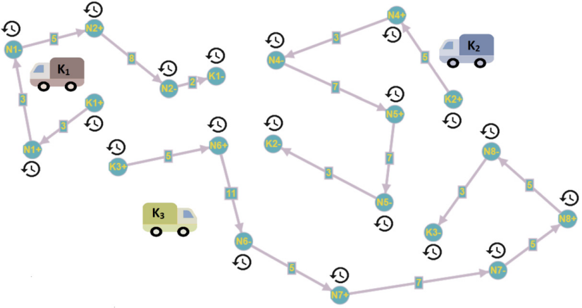 N1-
5
N2+
K₁
8
N2-
2
K1-
3
K1+
3
N1+
N4+
3
5
K₂
N4-
7
K2+
N5+
7
K2-
3
N5-
K3+
5
N6+
11
K₃
N6-
5
N7+
7
N7-
5
N8+
5
N8-
3
K3-